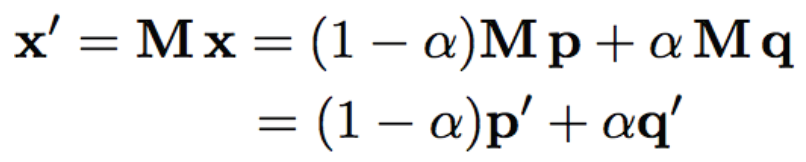 x′ = M x = (1 − α)M p + α M q
= (1 − α)p′ + αq′